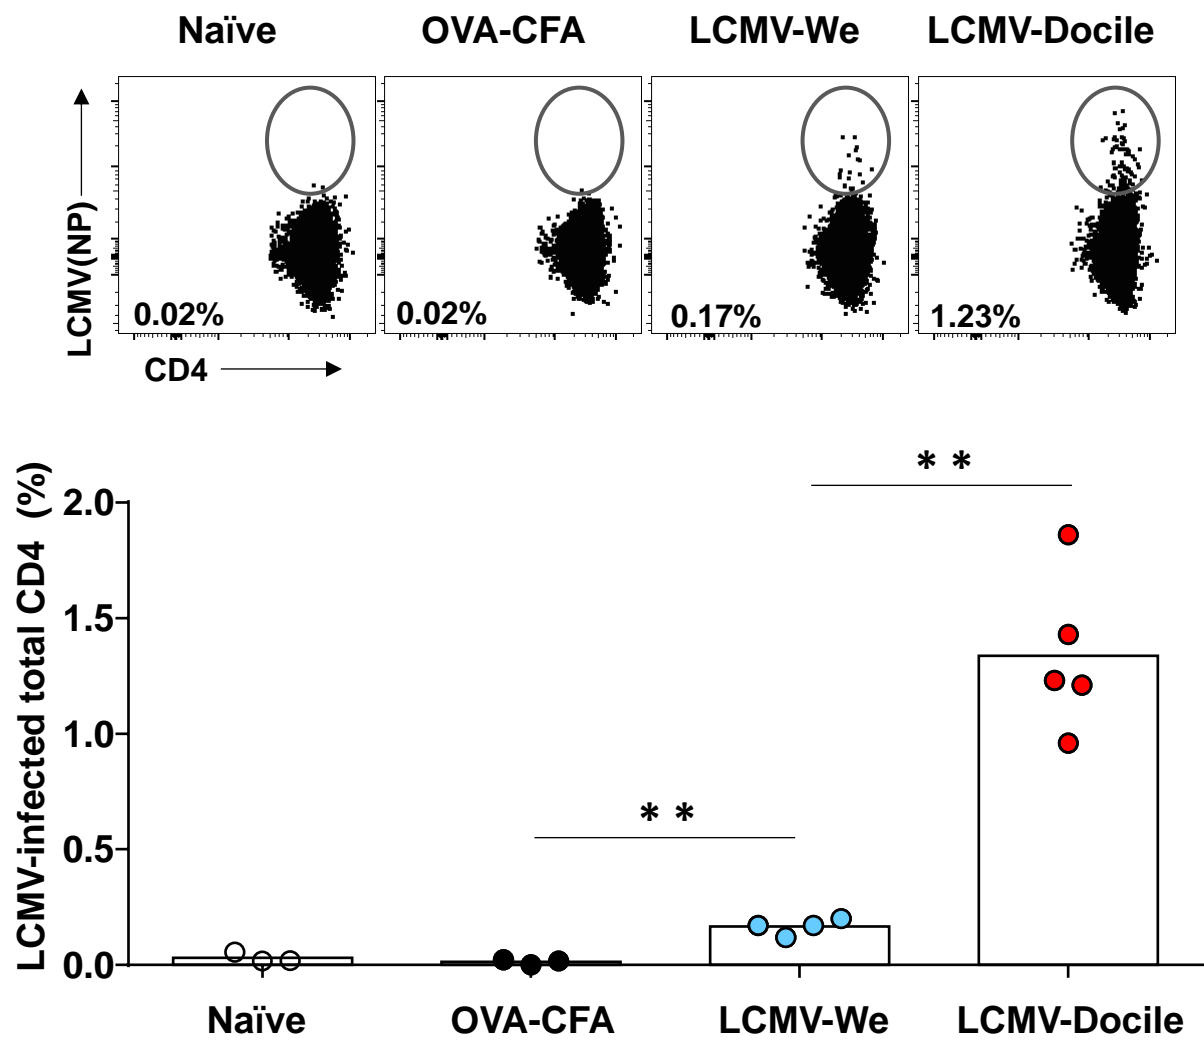 Naïve OVA-CFA LCMV-We LCMV-Docile
LCMV(NP)
0.02% 0.02% 0.17% 1.23%
CD4
LCMV-infected total CD4 (%)
* *
2.0
1.5
1.0
* *
0.5
0.0
Naïve OVA-CFA LCMV-We LCMV-Docile